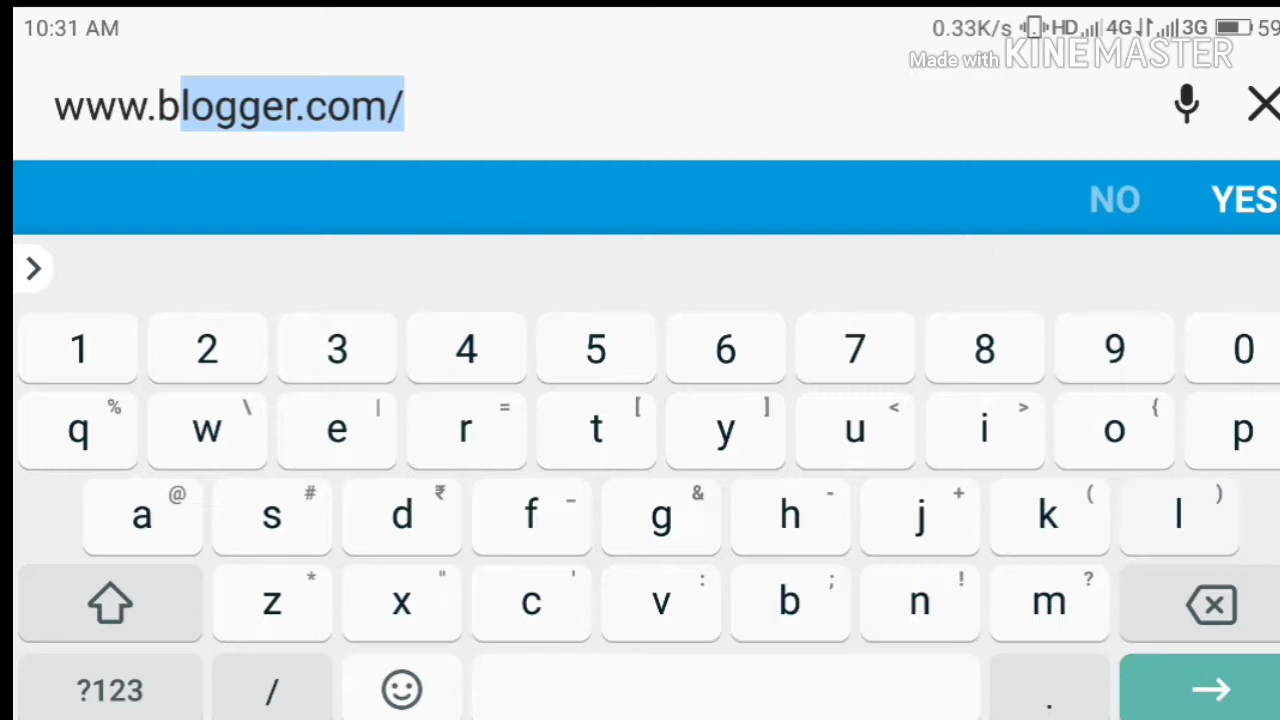 10:31 AM 0.33K/s HD 4G 3G 59
Made with KINEMASTER
www.blogger.com/
NO YES
1 2 3 4 5 6 7 8 9 0
% \ | = [ ] < > {
q w e r t y u i o p
@ # ₹ _ & - + ( )
a s d f g h j k l
* " ' : ; ! ?
z x c v b n m
?123 / .